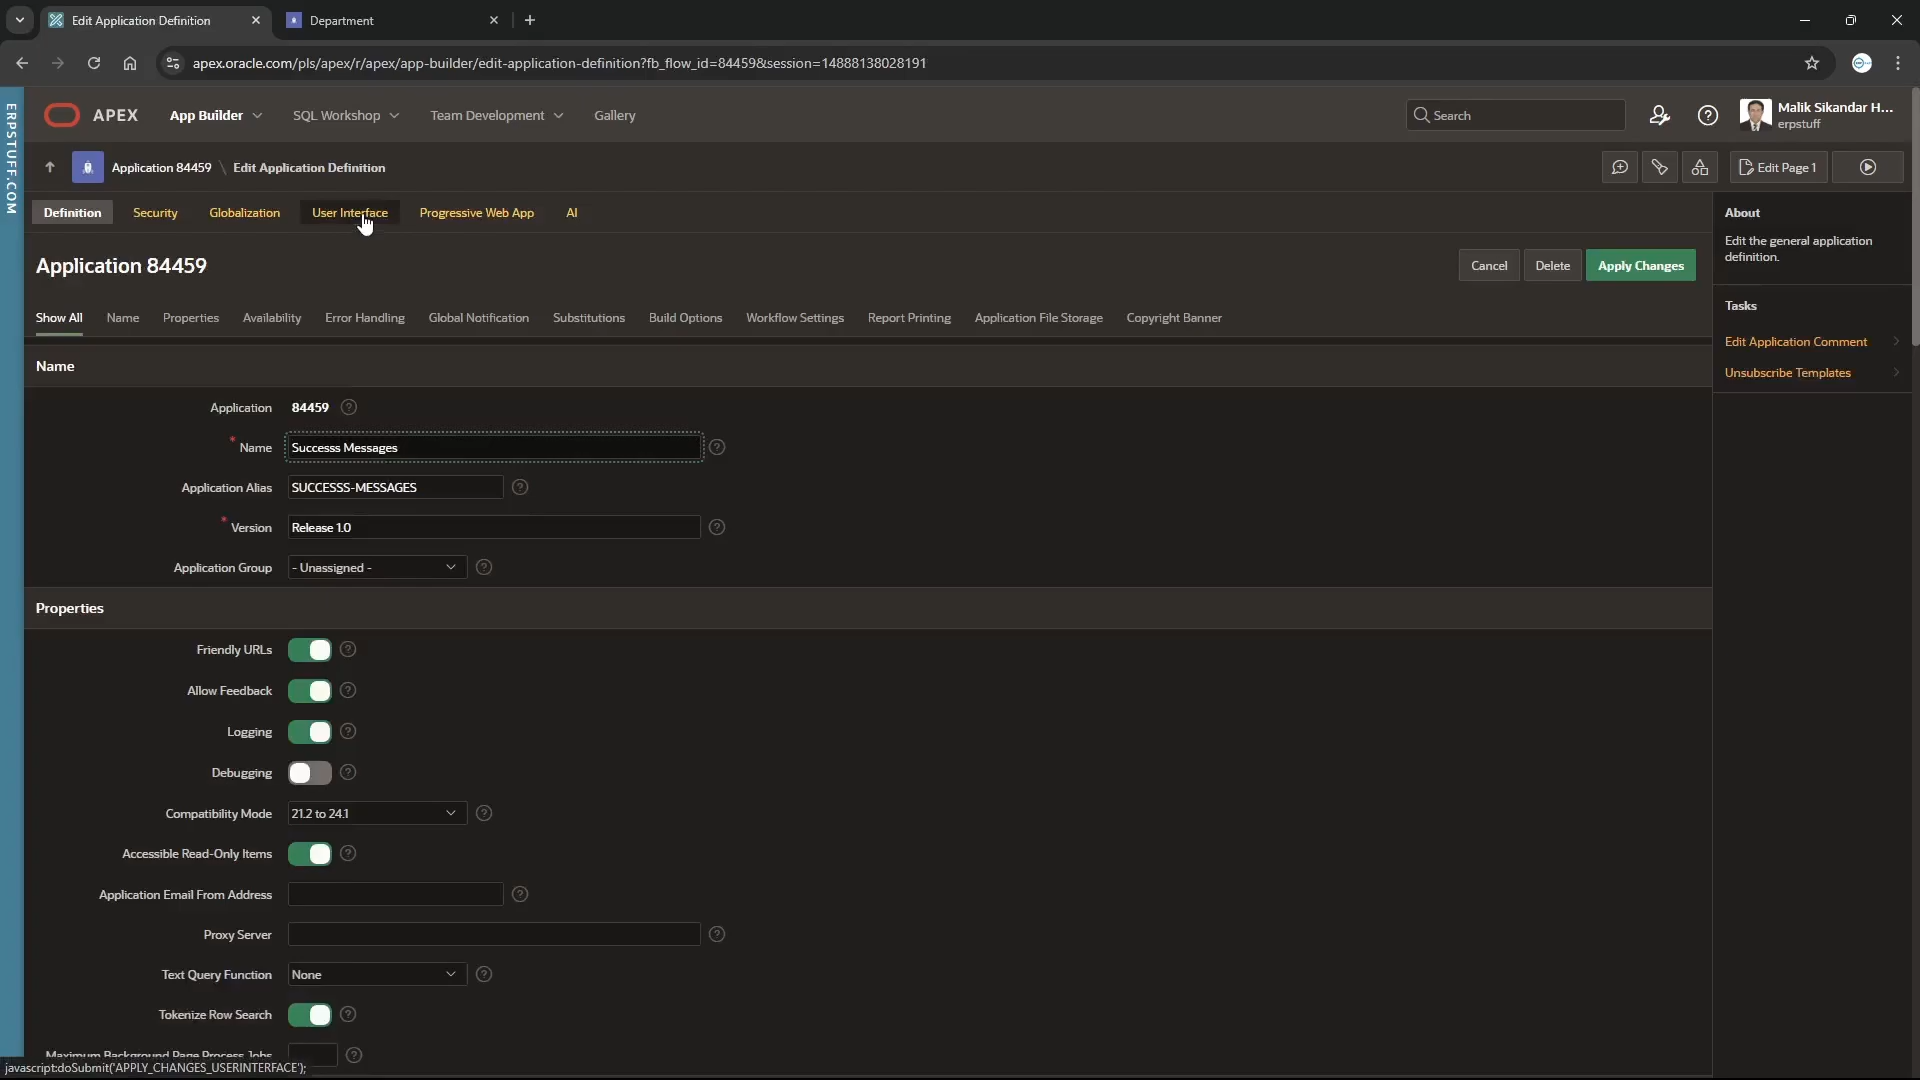 Edit Application Definition
Department
apex.oracle.com/pls/apex/r/apex/app-builder/edit-application-definition?fb_flow_id=84459&session=14888138028191
ERPSTUFF.COM
APEX
App Builder
SQL Workshop
Team Development
Gallery
Search
Malik Sikandar H...
erpstuff
Application 84459 \ Edit Application Definition
Edit Page 1
Definition
Security
Globalization
User Interface
Progressive Web App
AI
Application 84459
Cancel
Delete
Apply Changes
Show All
Name
Properties
Availability
Error Handling
Global Notification
Substitutions
Build Options
Workflow Settings
Report Printing
Application File Storage
Copyright Banner
Name
Application 84459
* Name Successs Messages
Application Alias SUCCESSS-MESSAGES
* Version Release 1.0
Application Group - Unassigned -
Properties
Friendly URLs
Allow Feedback
Logging
Debugging
Compatibility Mode 21.2 to 24.1
Accessible Read-Only Items
Application Email From Address
Proxy Server
Text Query Function None
Tokenize Row Search
Maximum Background Page Process Jobs
javascript:doSubmit('APPLY_CHANGES_USERINTERFACE');
About
Edit the general application
definition.
Tasks
Edit Application Comment
Unsubscribe Templates